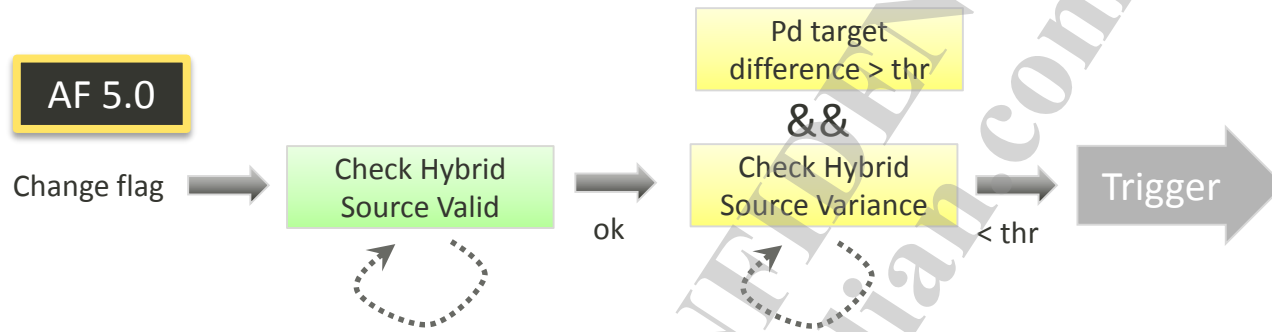 AF 5.0
Pd target
difference > thr
&&
Change flag
Check Hybrid
Source Valid
ok
Check Hybrid
Source Variance
< thr
Trigger